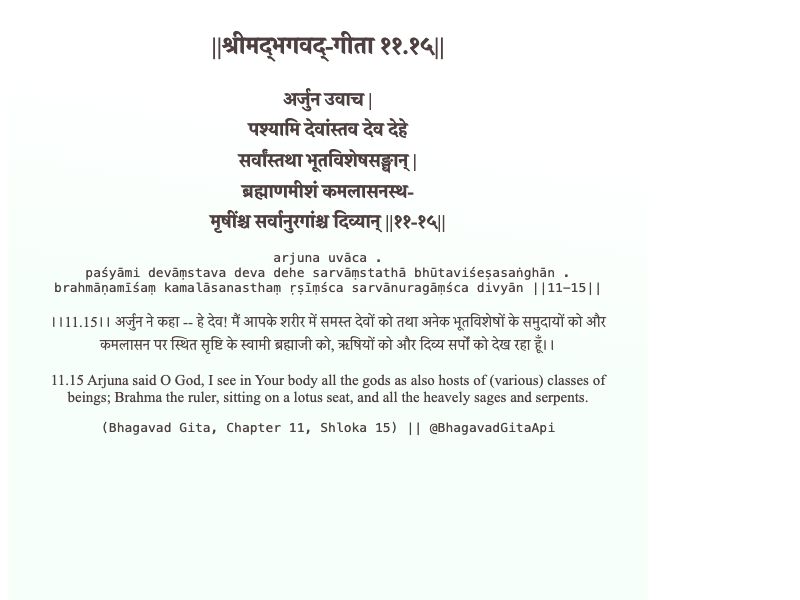 ||श्रीमद्‍भगवद्‍-गीता ११.१५||
अर्जुन उवाच |
पश्यामि देवांस्तव देव देहे
सर्वांस्तथा भूतविशेषसङ्घान् |
ब्रह्माणमीशं कमलासनस्थ-
मृषींश्च सर्वानुरगांश्च दिव्यान् ||११-१५||
arjuna uvāca .
paśyāmi devāṃstava deva dehe sarvāṃstathā bhūtaviśeṣasaṅghān .
brahmāṇamīśaṃ kamalāsanasthaṃ ṛṣīṃśca sarvānuragāṃśca divyān ||11-15||
।।11.15।। अर्जुन ने कहा -- हे देव! मैं आपके शरीर में समस्त देवों को तथा अनेक भूतविशेषों के समुदायों को और
कमलासन पर स्थित सृष्टि के स्वामी ब्रह्माजी को, ऋषियों को और दिव्य सर्पों को देख रहा हूँ।।
11.15 Arjuna said O God, I see in Your body all the gods as also hosts of (various) classes of
beings; Brahma the ruler, sitting on a lotus seat, and all the heavely sages and serpents.
(Bhagavad Gita, Chapter 11, Shloka 15) || @BhagavadGitaApi